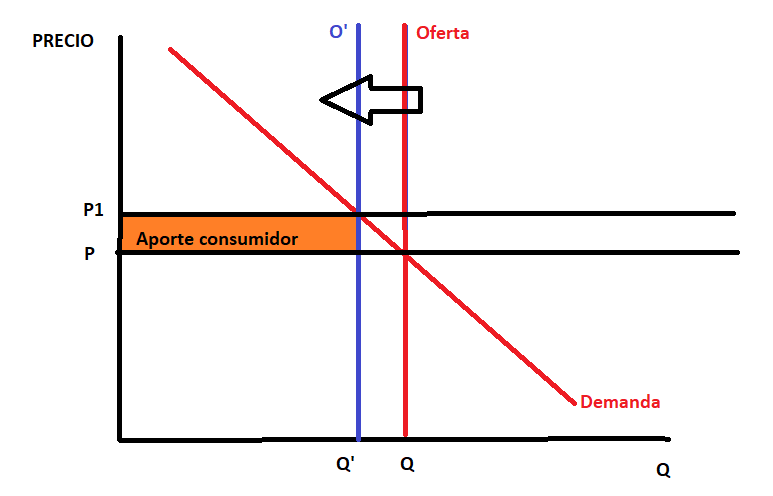 O'
Oferta
PRECIO
P1
Aporte consumidor
P
Demanda
Q'
Q
Q